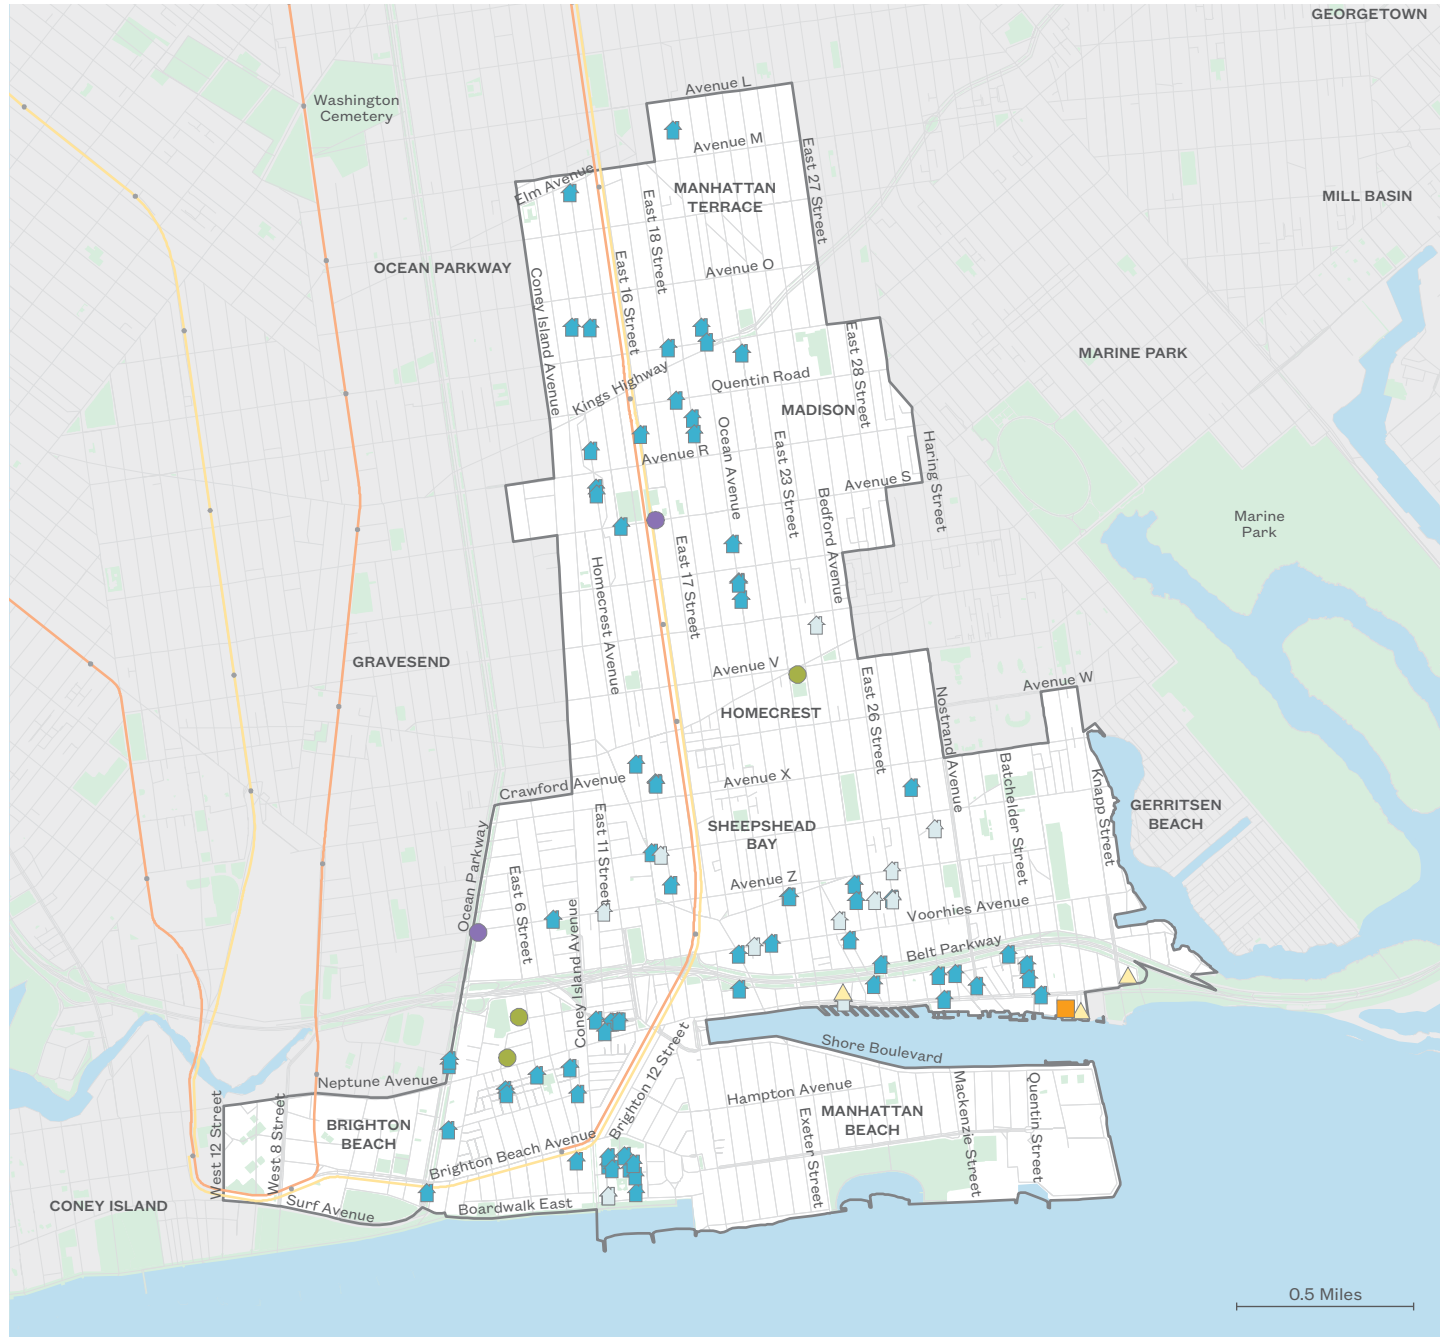 GEORGETOWN
Avenue L
Washington
Cemetery
Avenue M
East 27 Street
Elm Avenue
MANHATTAN
TERRACE
MILL BASIN
East 18 Street
OCEAN PARKWAY
Avenue O
East 16 Street
Coney Island Avenue
East 28 Street
MARINE PARK
Kings Highway
Quentin Road
MADISON
Ocean Avenue
East 23 Street
Haring Street
Avenue R
Avenue S
Bedford Avenue
Marine
Park
East 17 Street
Homecrest Avenue
GRAVESEND
Avenue V
East 26 Street
Avenue W
Nostrand Avenue
HOMECREST
Batchelder Street
Knapp Street
Crawford Avenue
Avenue X
East 11 Street
SHEEPSHEAD
BAY
GERRITSEN
BEACH
Ocean Parkway
East 6 Street
Avenue Z
Coney Island Avenue
Voorhies Avenue
Belt Parkway
Brighton 12 Street
Shore Boulevard
Neptune Avenue
Hampton Avenue
Mackenzie Street
Quentin Street
West 12 Street
West 8 Street
BRIGHTON
BEACH
MANHATTAN
BEACH
Exeter Street
Brighton Beach Avenue
CONEY ISLAND
Surf Avenue
Boardwalk East
0.5 Miles